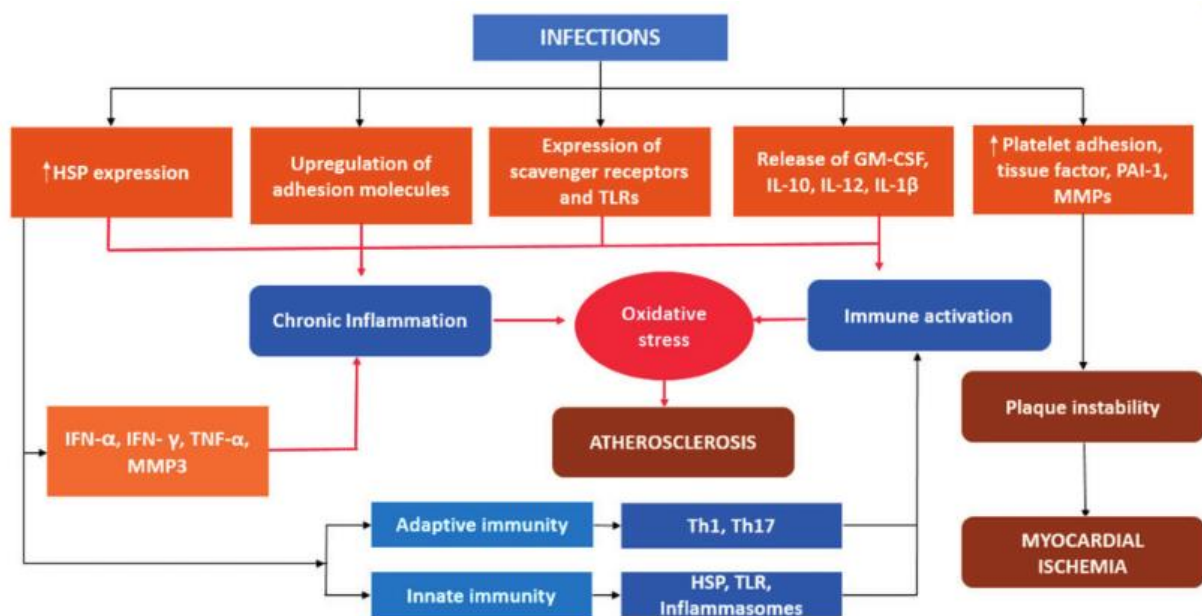 INFECTIONS
↑HSP expression
Upregulation of
adhesion molecules
Expression of
scavenger receptors
and TLRs
Release of GM-CSF,
IL-10, IL-12, IL-1β
↑ Platelet adhesion,
tissue factor, PAI-1,
MMPs
Chronic Inflammation
Oxidative
stress
Immune activation
IFN-α, IFN- γ, TNF-α,
MMP3
ATHEROSCLEROSIS
Plaque instability
Adaptive immunity
Th1, Th17
Innate immunity
HSP, TLR,
Inflammasomes
MYOCARDIAL
ISCHEMIA